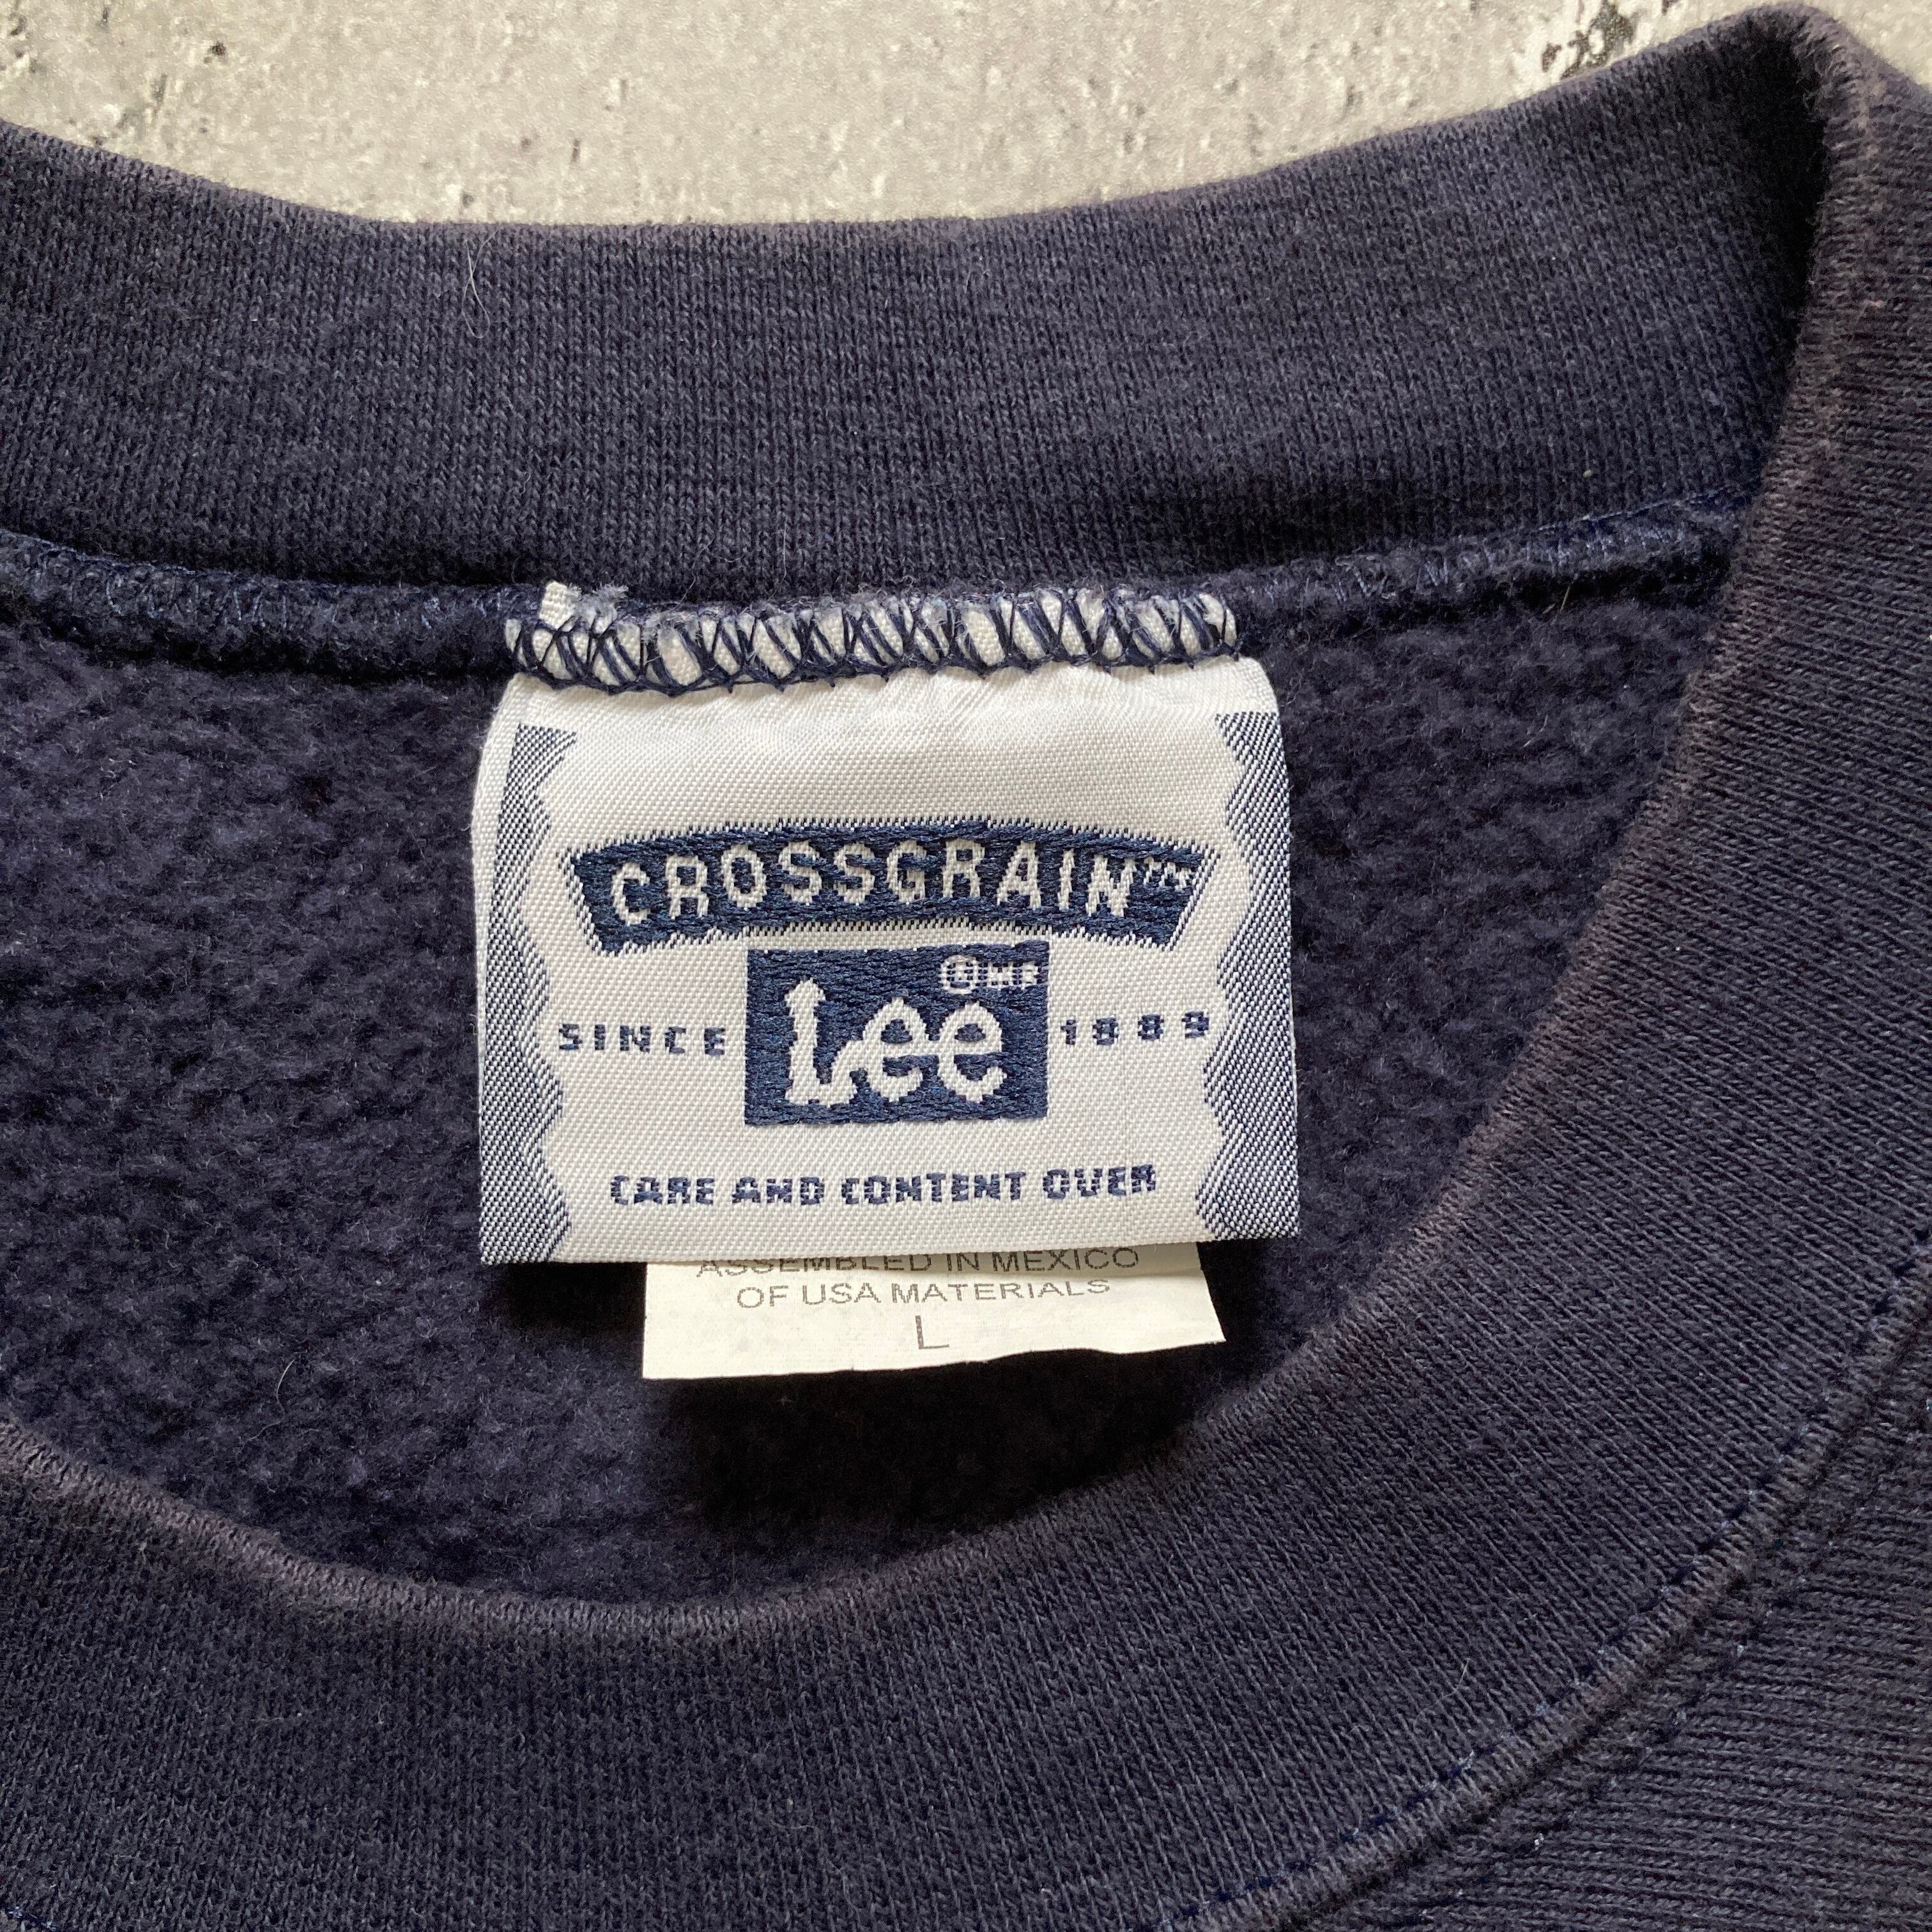 CROSSGRAIN™
® MR
SINCE Lee 1889
CARE AND CONTENT OVER
ASSEMBLED IN MEXICO
OF USA MATERIALS
L